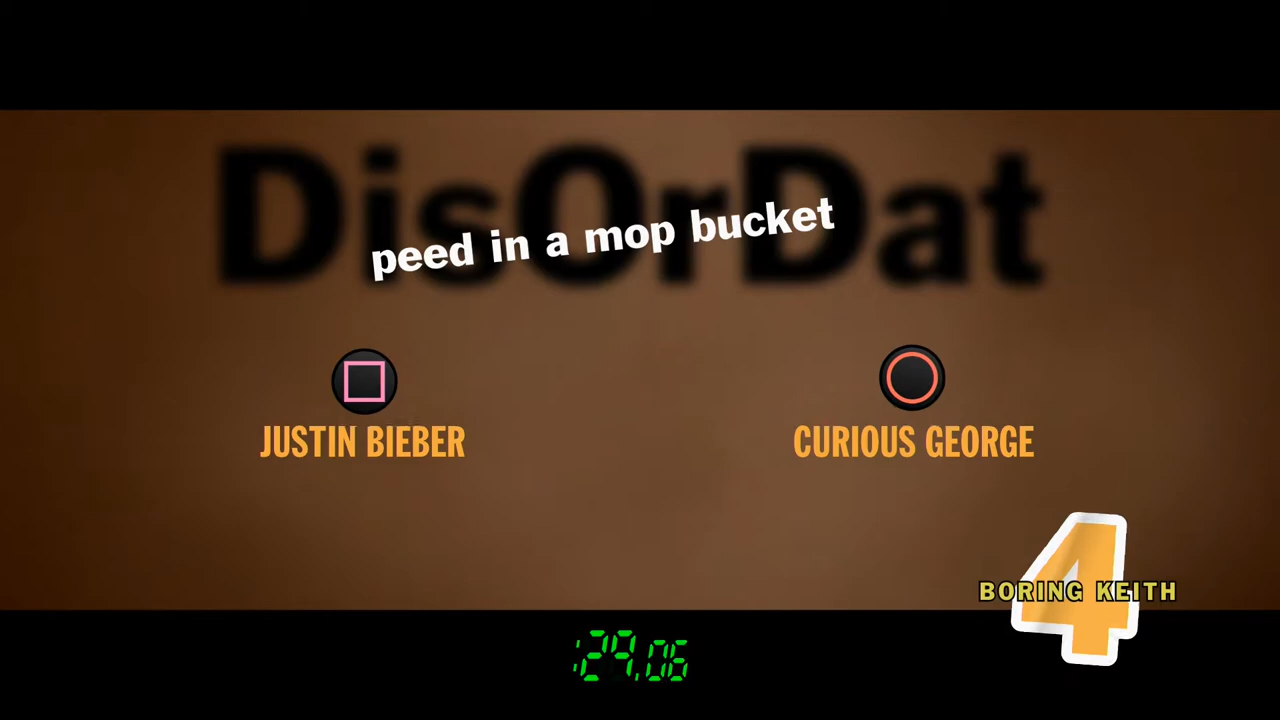 DisOrDat
peed in a mop bucket
JUSTIN BIEBER
CURIOUS GEORGE
4
BORING KEITH
:29.06